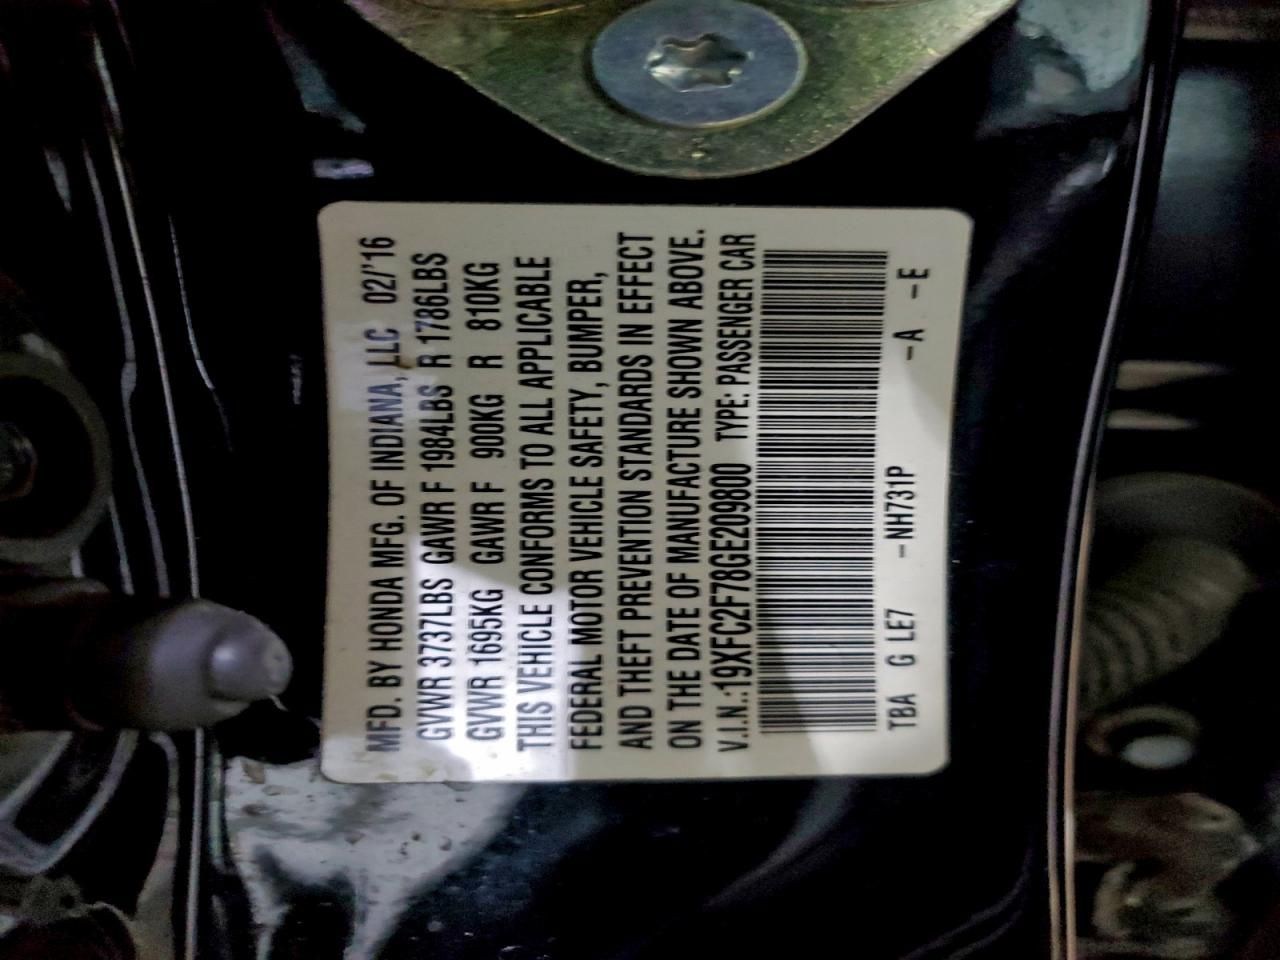 MFD. BY HONDA MFG. OF INDIANA, LLC 02/'16
GVWR 3737LBS GAWR F 1984LBS R 1786LBS
GVWR 1695KG GAWR F 900KG R 810KG
THIS VEHICLE CONFORMS TO ALL APPLICABLE
FEDERAL MOTOR VEHICLE SAFETY, BUMPER,
AND THEFT PREVENTION STANDARDS IN EFFECT
ON THE DATE OF MANUFACTURE SHOWN ABOVE.
V.I.N.:19XFC2F78GE209800 TYPE: PASSENGER CAR
TBA G LE7 -NH731P -A -E